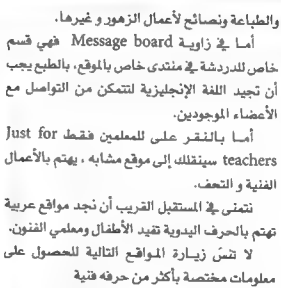 والطباعة ونصائح لأعمال الزهور و غيرها.
أما في زاوية Message board فهي قسم
خاص للدردشة في منتدى خاص بالموقع، بالطبع يجب
أن تجيد اللغة الإنجليزية لتتمكن من التواصل مع
الأعضاء الموجودين.
أما بالنقر على للمعلمين فقط Just for
teachers سينقلك إلى موقع مشابه ، يهتم بالأعمال
الفنية و التحف.
نتمنى في المستقبل القريب أن نجد مواقع عربية
تهتم بالحرف اليدوية تفيد الأطفال ومعلمي الفنون.
لا تنسَ زيارة المواقع التالية للحصول على
معلومات مختصة بأكثر من حرفه فنية